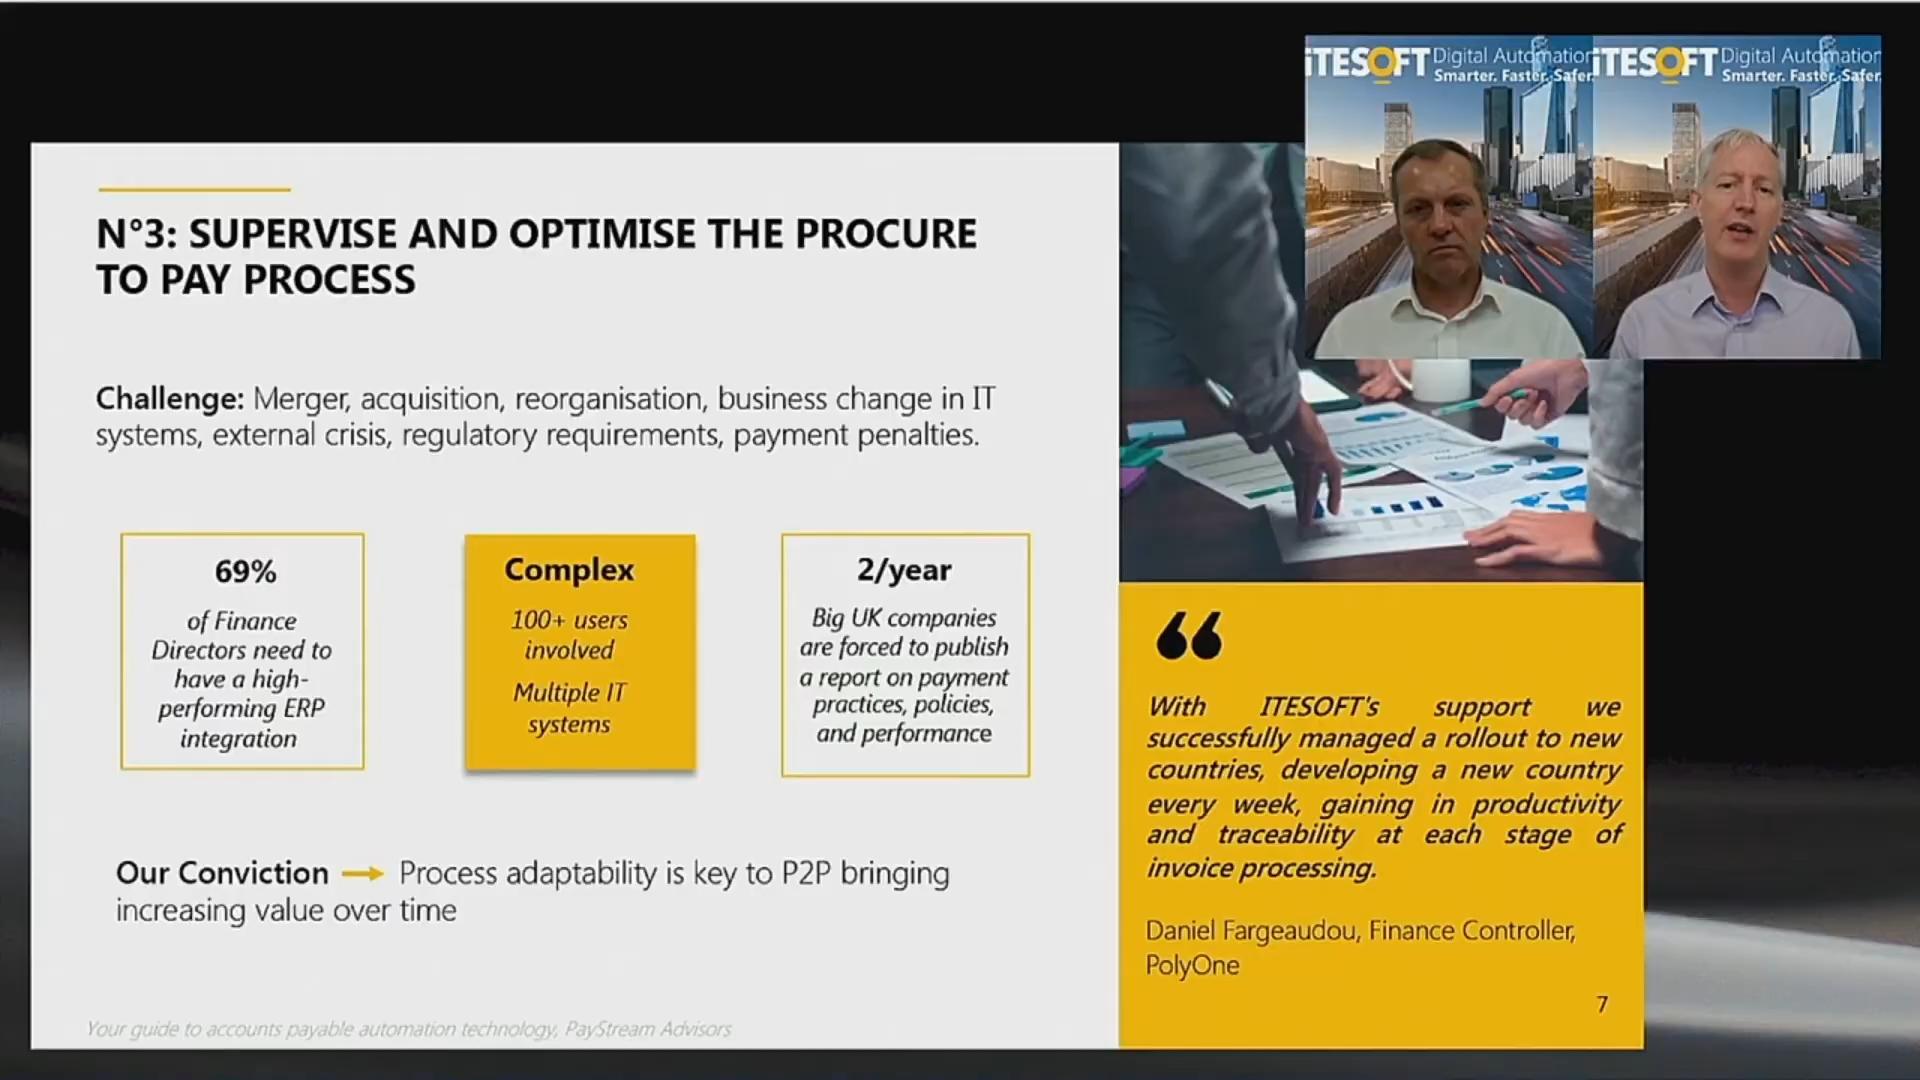 iTESOFT Digital Automation
Smarter. Faster. Safer.
iTESOFT Digital Automation
Smarter. Faster. Safer.
N°3: SUPERVISE AND OPTIMISE THE PROCURE
TO PAY PROCESS
Challenge: Merger, acquisition, reorganisation, business change in IT
systems, external crisis, regulatory requirements, payment penalties.
69%
of Finance
Directors need to
have a high-
performing ERP
integration
Complex
100+ users
involved
Multiple IT
systems
2/year
Big UK companies
are forced to publish
a report on payment
practices, policies,
and performance
Our Conviction → Process adaptability is key to P2P bringing
increasing value over time
Your guide to accounts payable automation technology, PayStream Advisors
“
With ITESOFT's support we
successfully managed a rollout to new
countries, developing a new country
every week, gaining in productivity
and traceability at each stage of
invoice processing.
Daniel Fargeaudou, Finance Controller,
PolyOne
7